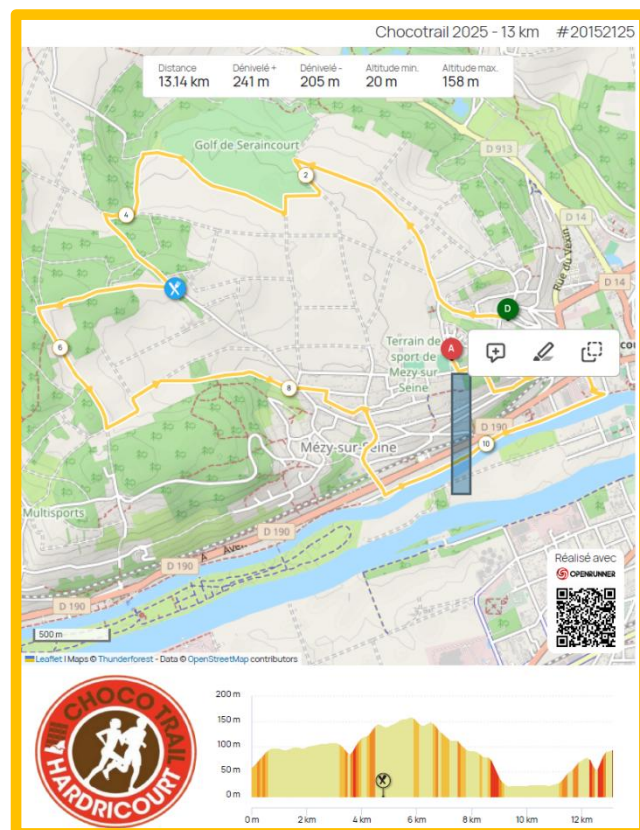 Chocotrail 2025 - 13 km #20152125
Distance Dénivelé + Dénivelé - Altitude min. Altitude max.
13.14 km 241 m 205 m 20 m 158 m
Golf de Seraincourt
D 913
2
D 14
4
Rue du Vexin
D 14
D
Terrain de
sport de
Mézy-sur
Seine
A
6
8
D 190
Mézy-sur-Seine
10
Multisports
D 190
D 190
D 190
500 m
Réalisé avec
OPENRUNNER
Leaflet | Maps © Thunderforest - Data © OpenStreetMap contributors
CHOCO TRAIL
HARDRICOURT
200 m
150 m
100 m
50 m
0 m
0 m 2 km 4 km 6 km 8 km 10 km 12 km